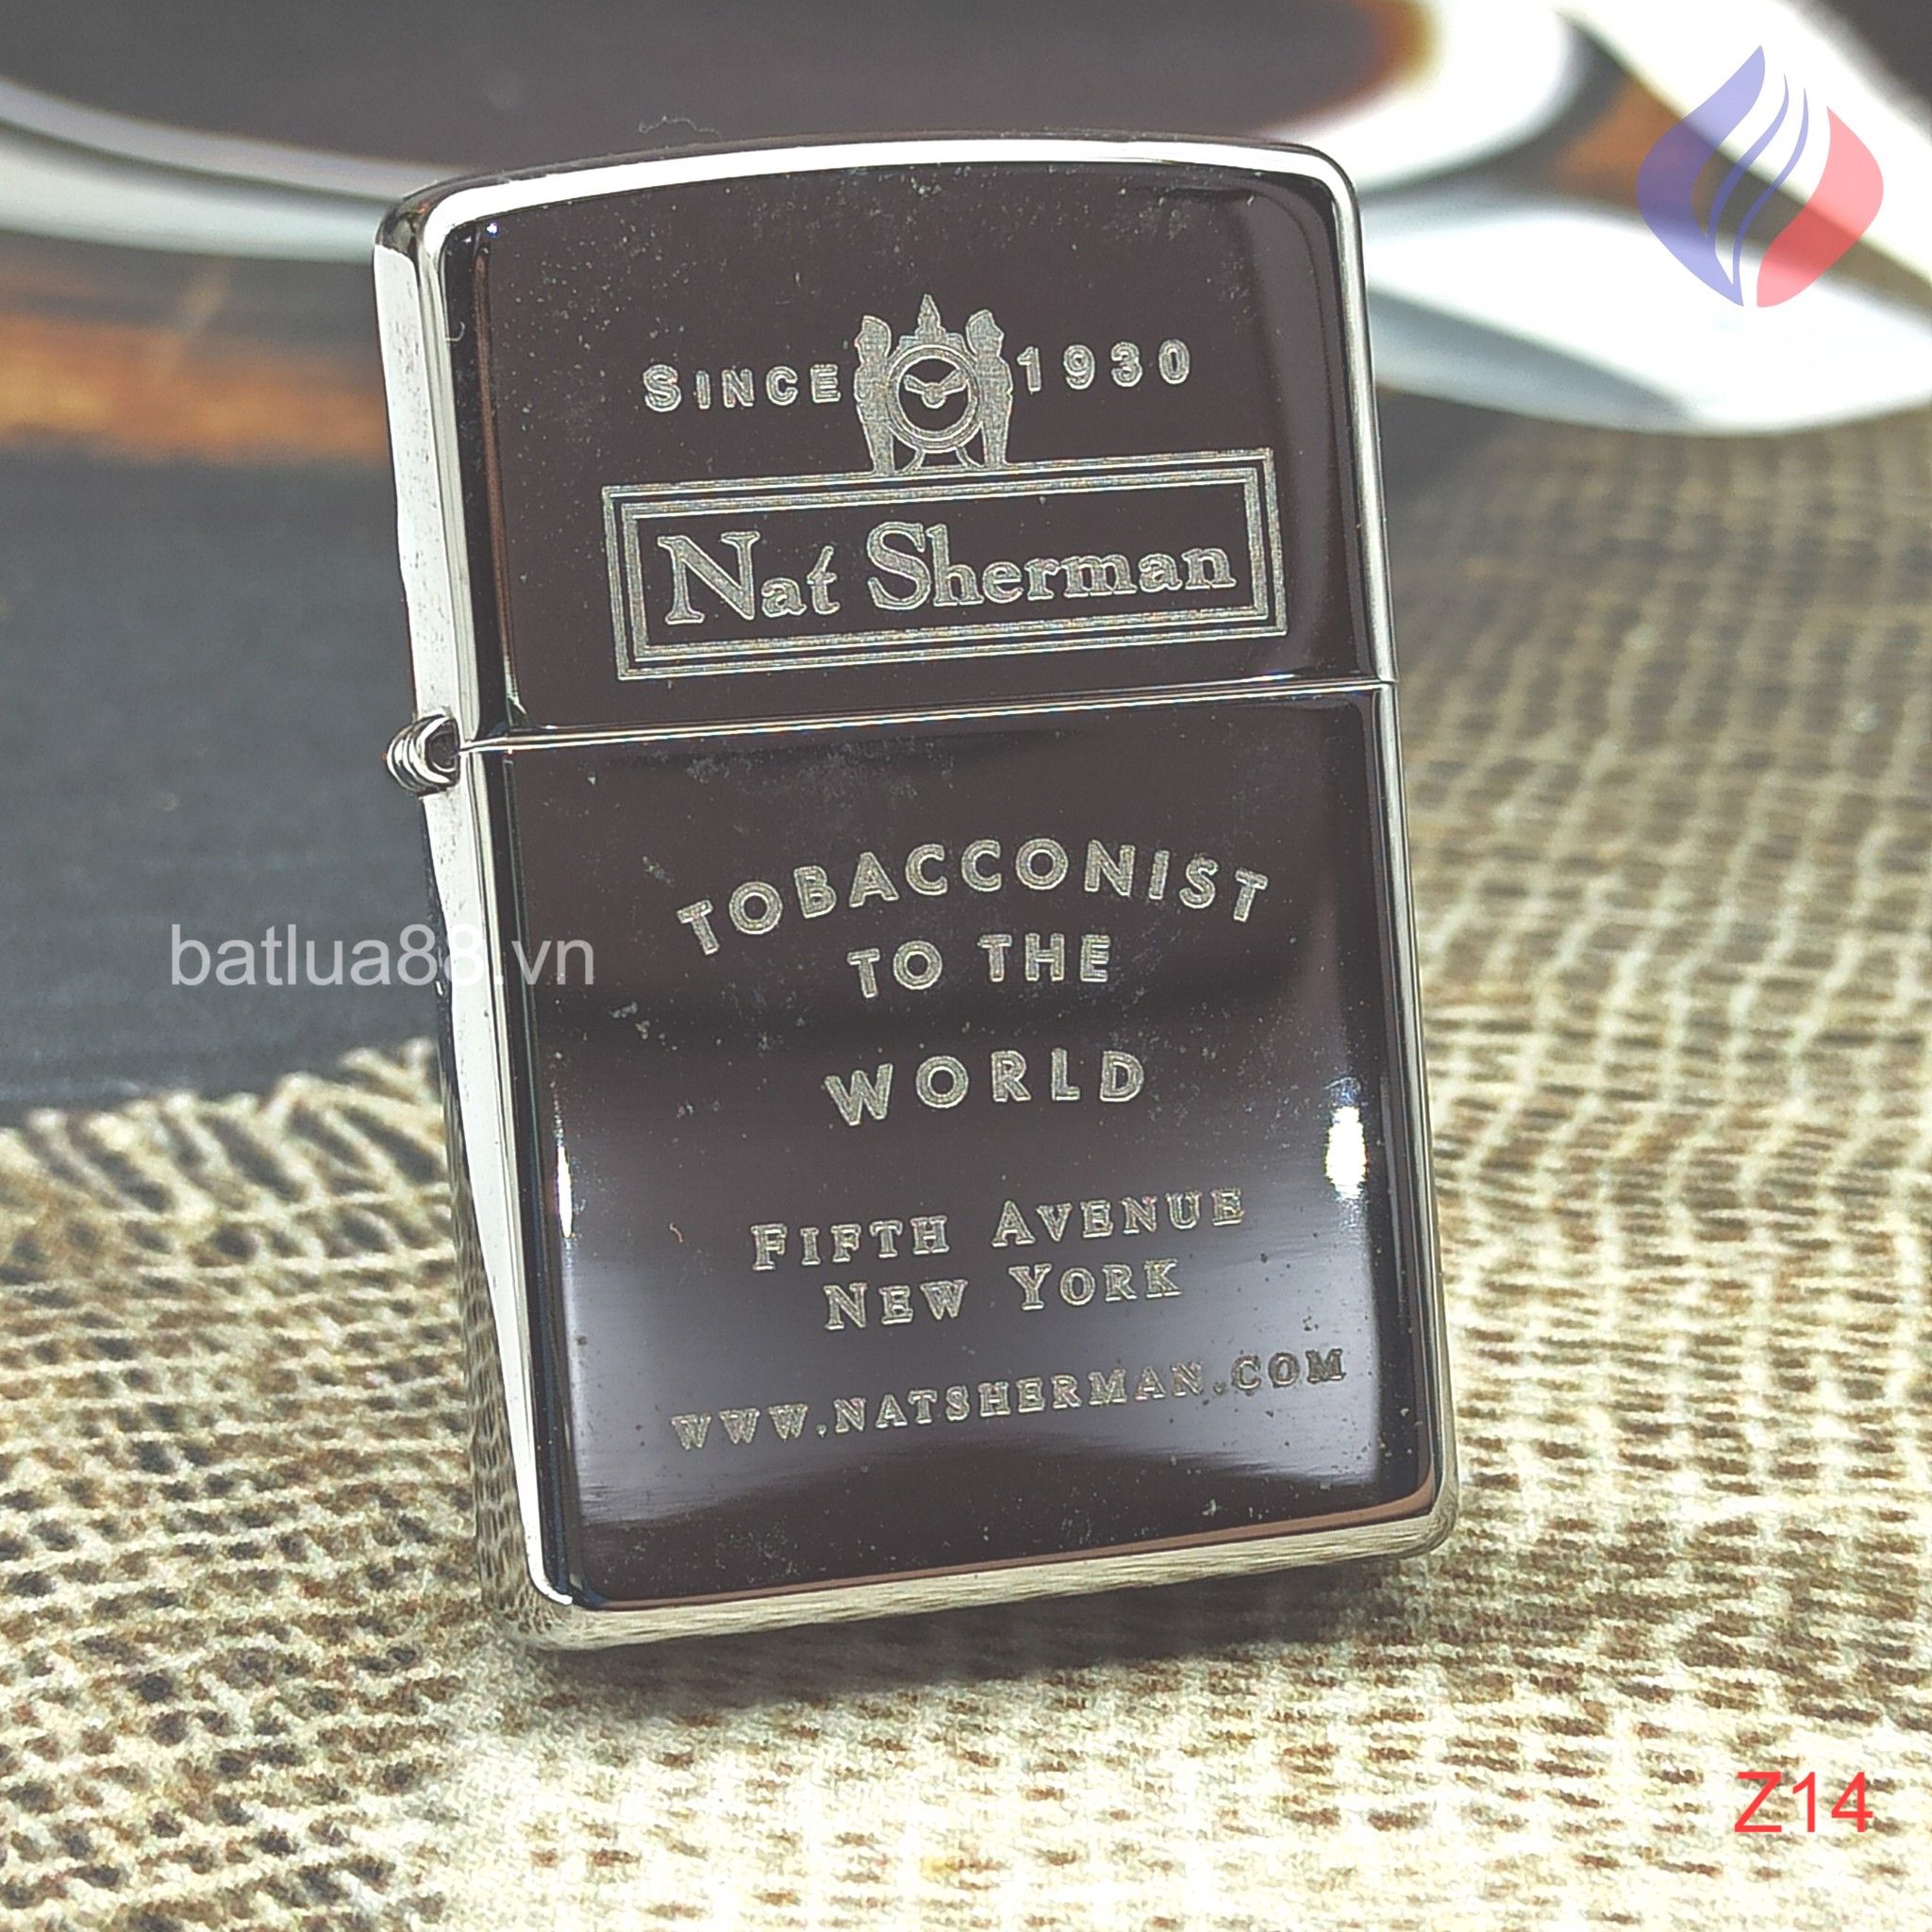 SINCE 1930
Nat Sherman
TOBACCONIST
TO THE
WORLD
FIFTH AVENUE
NEW YORK
WWW.NATSHERMAN.COM
batlua88.vn
Z14